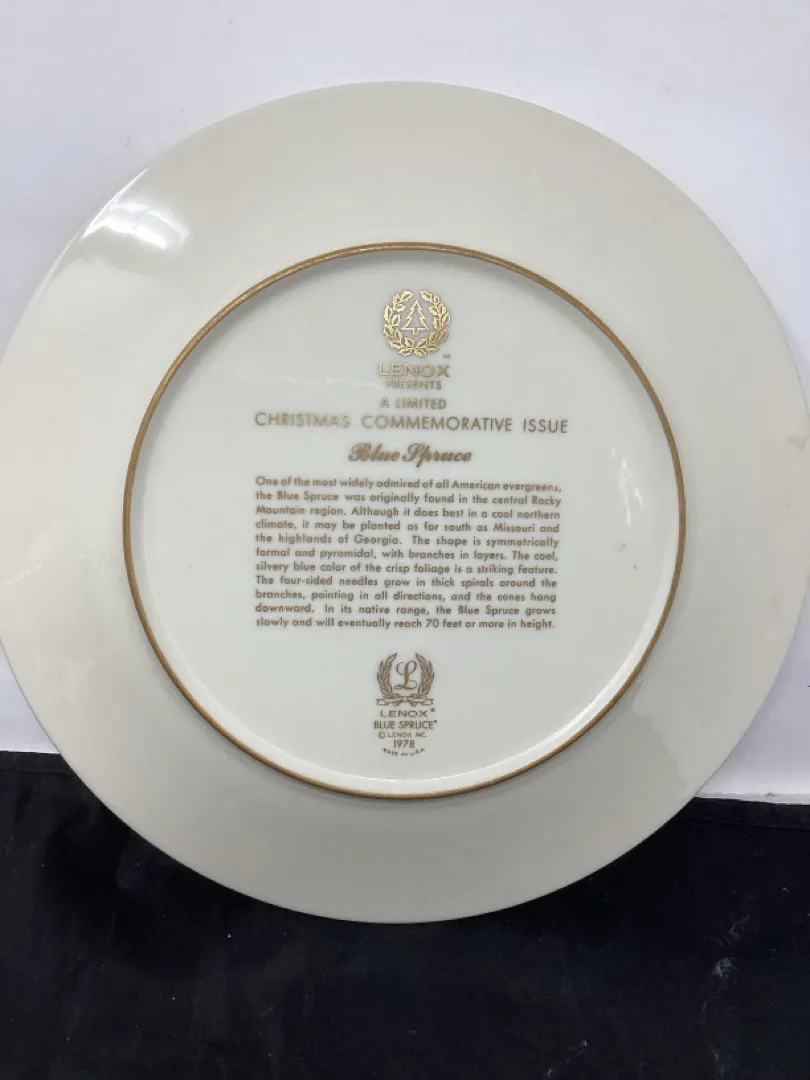 LENOX™
PRESENTS
A LIMITED
CHRISTMAS COMMEMORATIVE ISSUE
Blue Spruce
One of the most widely admired of all American evergreens,
the Blue Spruce was originally found in the central Rocky
Mountain region. Although it does best in a cool northern
climate, it may be planted as far south as Missouri and
the highlands of Georgia. The shape is symmetrically
formal and pyramidal, with branches in layers. The cool,
silvery blue color of the crisp foliage is a striking feature.
The four-sided needles grow in thick spirals around the
branches, pointing in all directions, and the cones hang
downward. In its native range, the Blue Spruce grows
slowly and will eventually reach 70 feet or more in height.
L
LENOX®
BLUE SPRUCE®
© LENOX INC.
1978
MADE IN U.S.A.